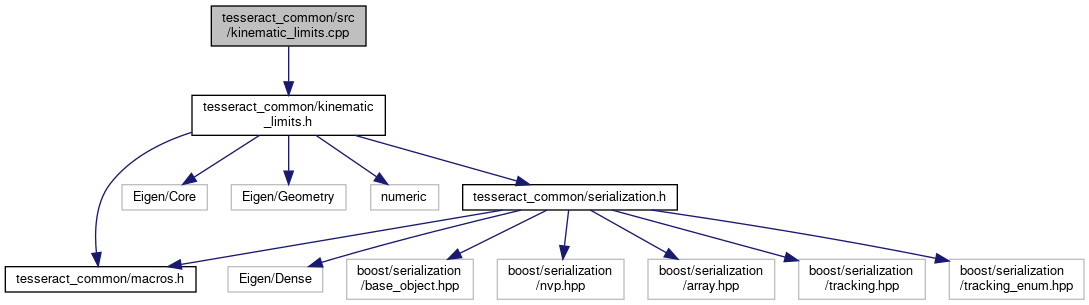 tesseract_common/src
/kinematic_limits.cpp
tesseract_common/kinematic
_limits.h
Eigen/Core
Eigen/Geometry
numeric
tesseract_common/serialization.h
tesseract_common/macros.h
Eigen/Dense
boost/serialization
/base_object.hpp
boost/serialization
/nvp.hpp
boost/serialization
/array.hpp
boost/serialization
/tracking.hpp
boost/serialization
/tracking_enum.hpp